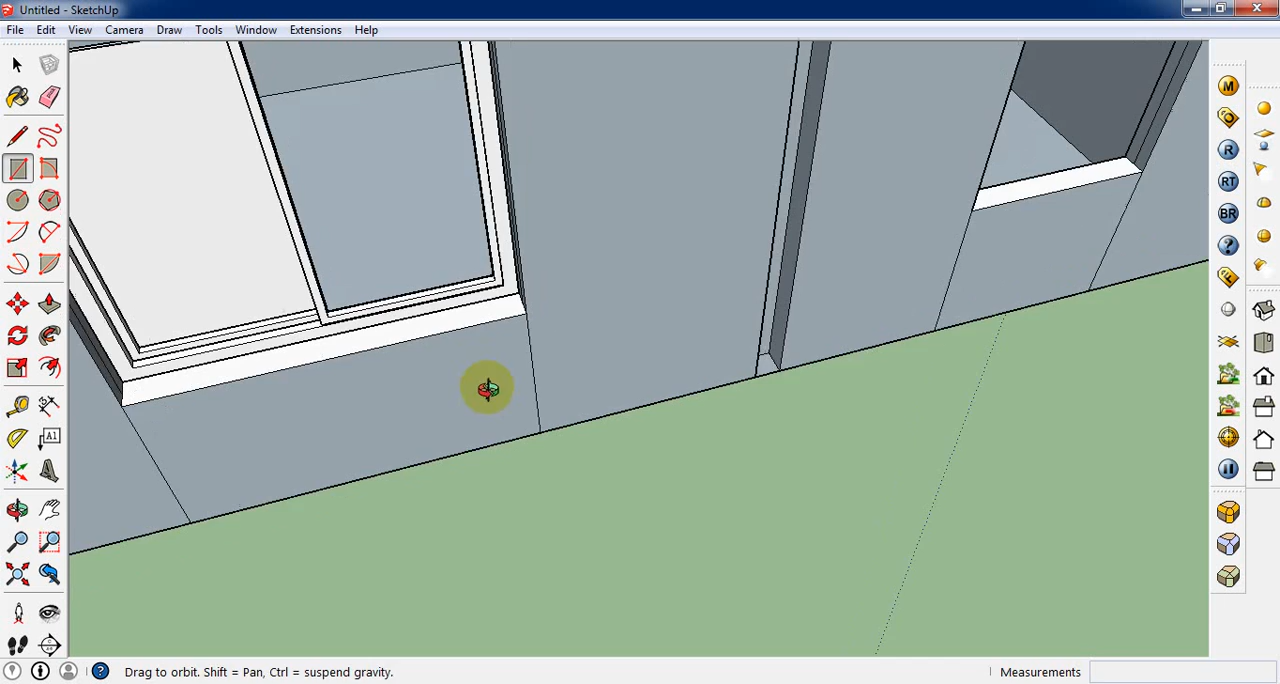 Untitled - SketchUp
File Edit View Camera Draw Tools Window Extensions Help
M
R
RT
BR
?
F
A1
Drag to orbit. Shift = Pan, Ctrl = suspend gravity.
Measurements